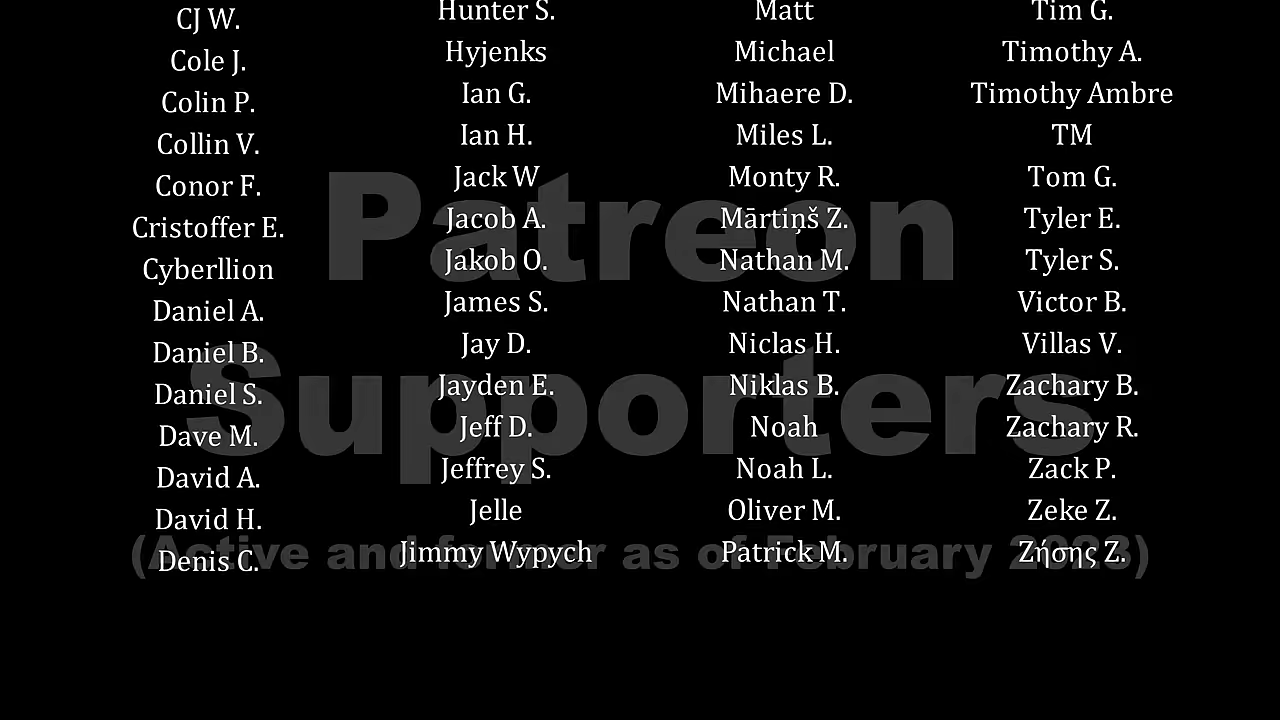 CJ W.
Cole J.
Colin P.
Collin V.
Conor F.
Cristoffer E.
Cyberllion
Daniel A.
Daniel B.
Daniel S.
Dave M.
David A.
David H.
Denis C.
Hunter S.
Hyjenks
Ian G.
Ian H.
Jack W
Jacob A.
Jakob O.
James S.
Jay D.
Jayden E.
Jeff D.
Jeffrey S.
Jelle
Jimmy Wypych
Matt
Michael
Mihaere D.
Miles L.
Monty R.
Mārtiņš Z.
Nathan M.
Nathan T.
Niclas H.
Niklas B.
Noah
Noah L.
Oliver M.
Patrick M.
Tim G.
Timothy A.
Timothy Ambre
TM
Tom G.
Tyler E.
Tyler S.
Victor B.
Villas V.
Zachary B.
Zachary R.
Zack P.
Zeke Z.
Ζήσης Z.
Patreon
Supporters
(Active and former as of February 2023)